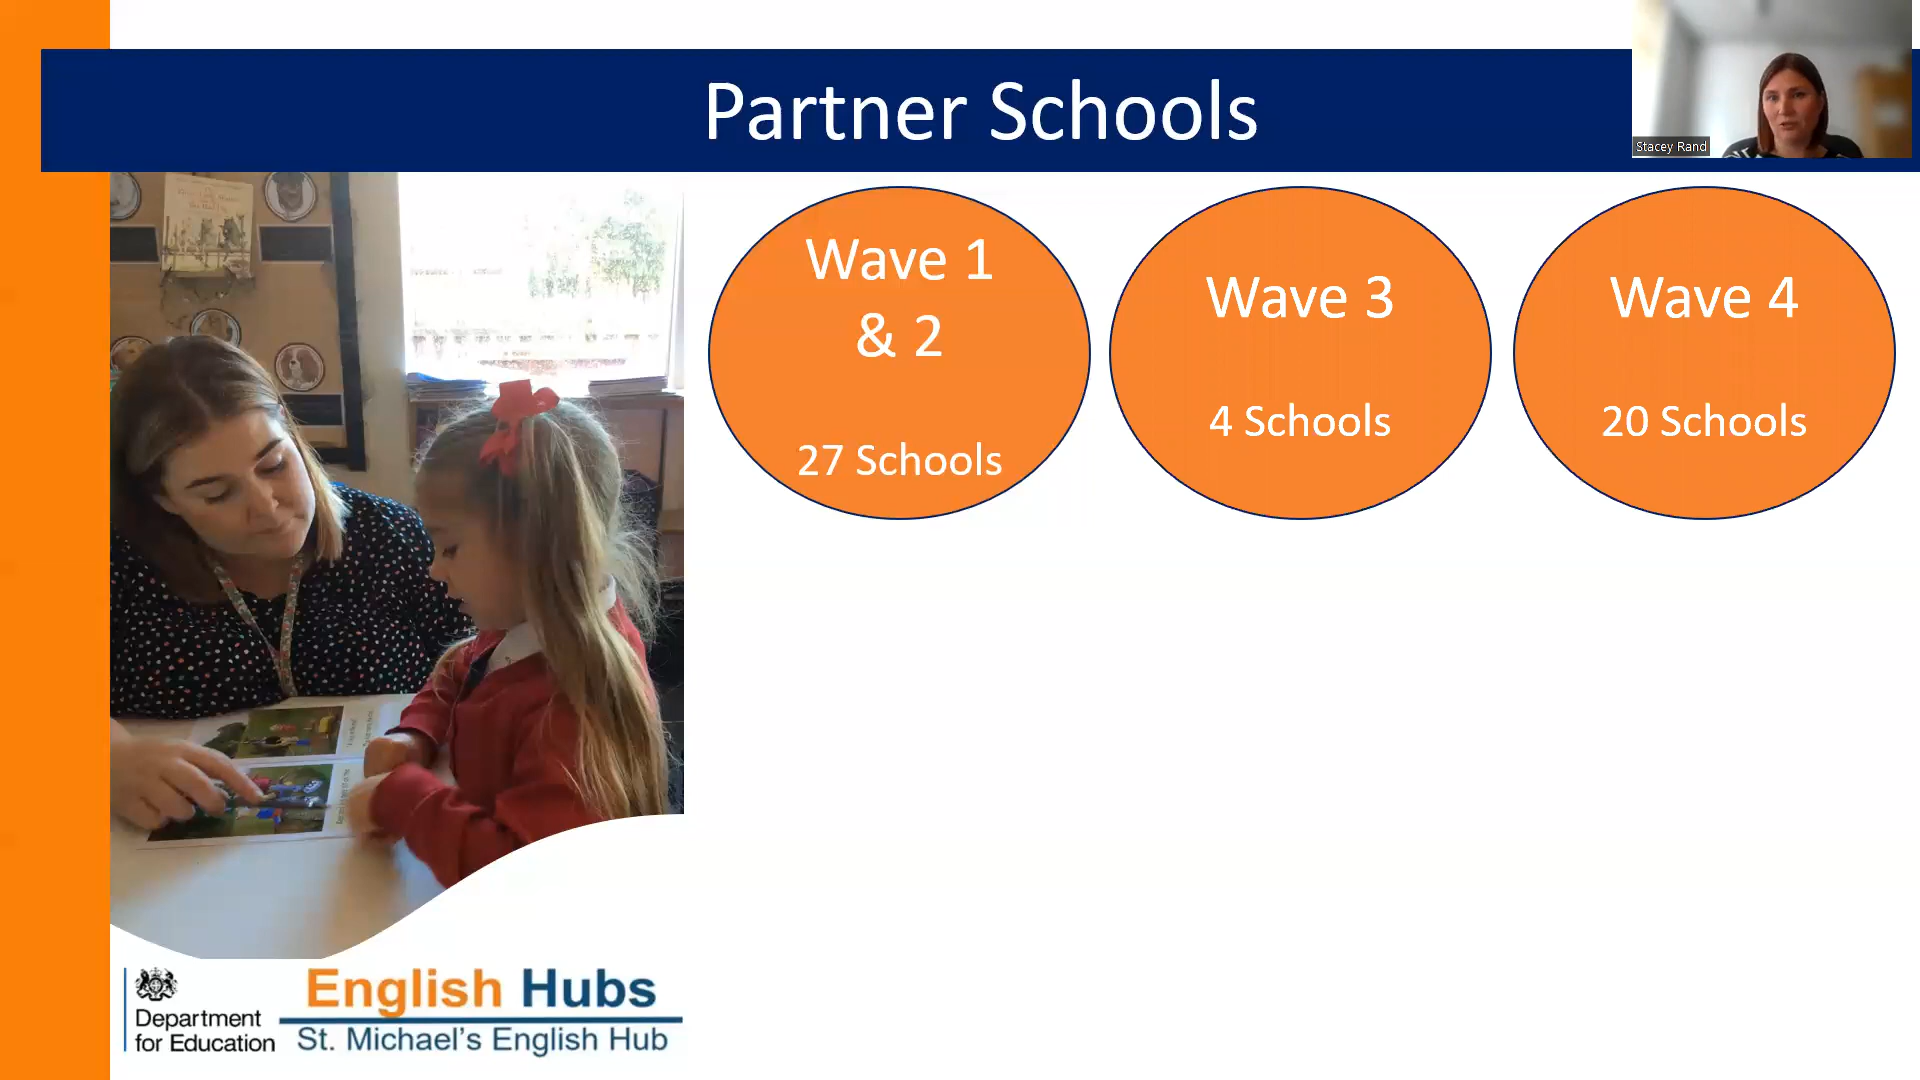 Partner Schools
Stacey Rand
Wave 1
& 2
27 Schools
Wave 3
4 Schools
Wave 4
20 Schools
Department
for Education
English Hubs
St. Michael's English Hub